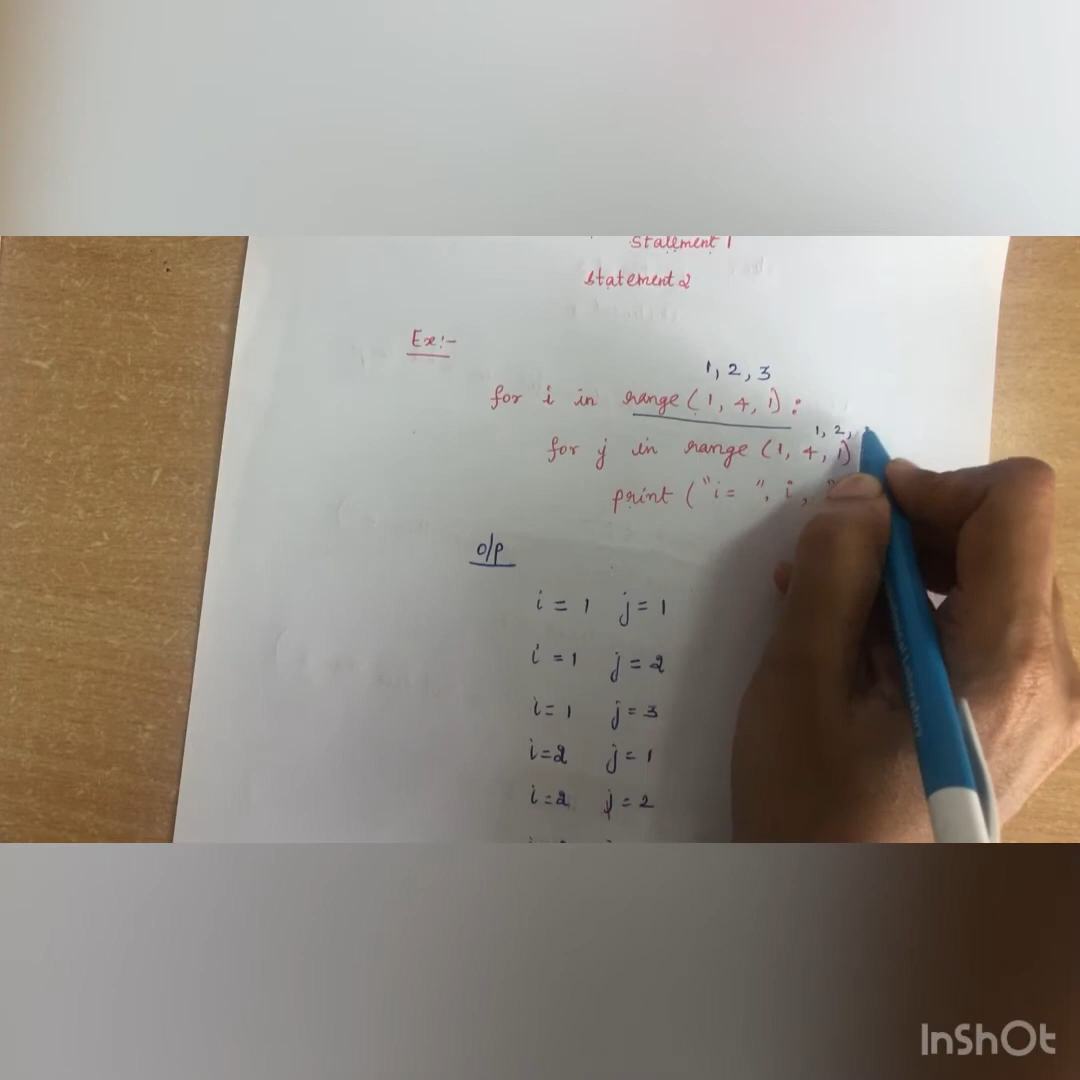 statement 1
statement 2
Ex:-
1, 2, 3
for i in range (1, 4, 1) :
1, 2,
for j in range (1, 4, 1)
print ("i= ", i, "
o/p
i = 1 j = 1
i = 1 j = 2
i = 1 j = 3
i = 2 j = 1
i = 2 j = 2
InShOt